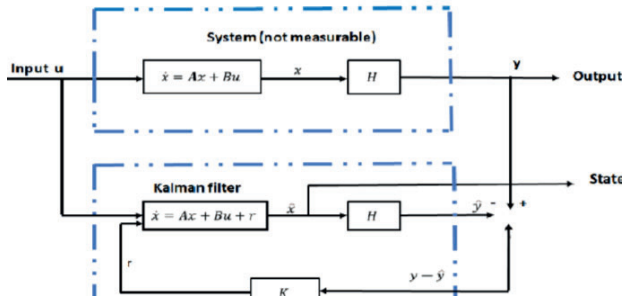 System (not measurable)
Input u
ẋ = Ax + Bu
x
H
y
Output
Kalman filter
State
ẋ = Ax + Bu + r
x̂
H
ŷ - +
r
y − ŷ
K